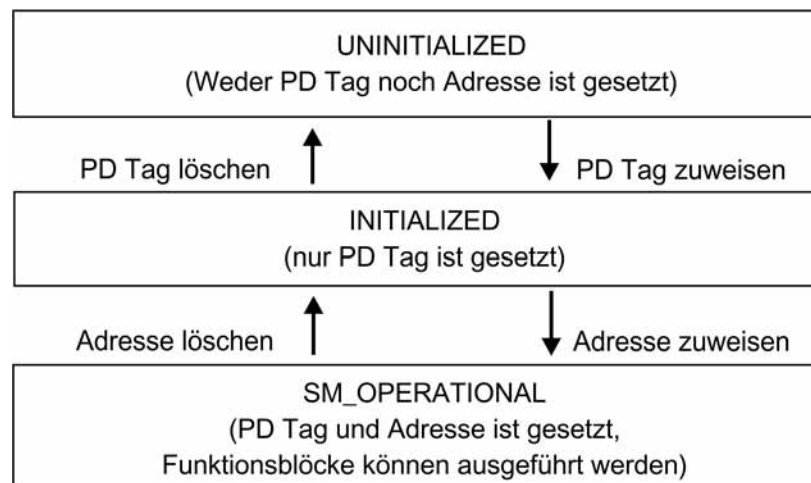 UNINITIALIZED
(Weder PD Tag noch Adresse ist gesetzt)
PD Tag löschen
PD Tag zuweisen
INITIALIZED
(nur PD Tag ist gesetzt)
Adresse löschen
Adresse zuweisen
SM_OPERATIONAL
(PD Tag und Adresse ist gesetzt,
Funktionsblöcke können ausgeführt werden)